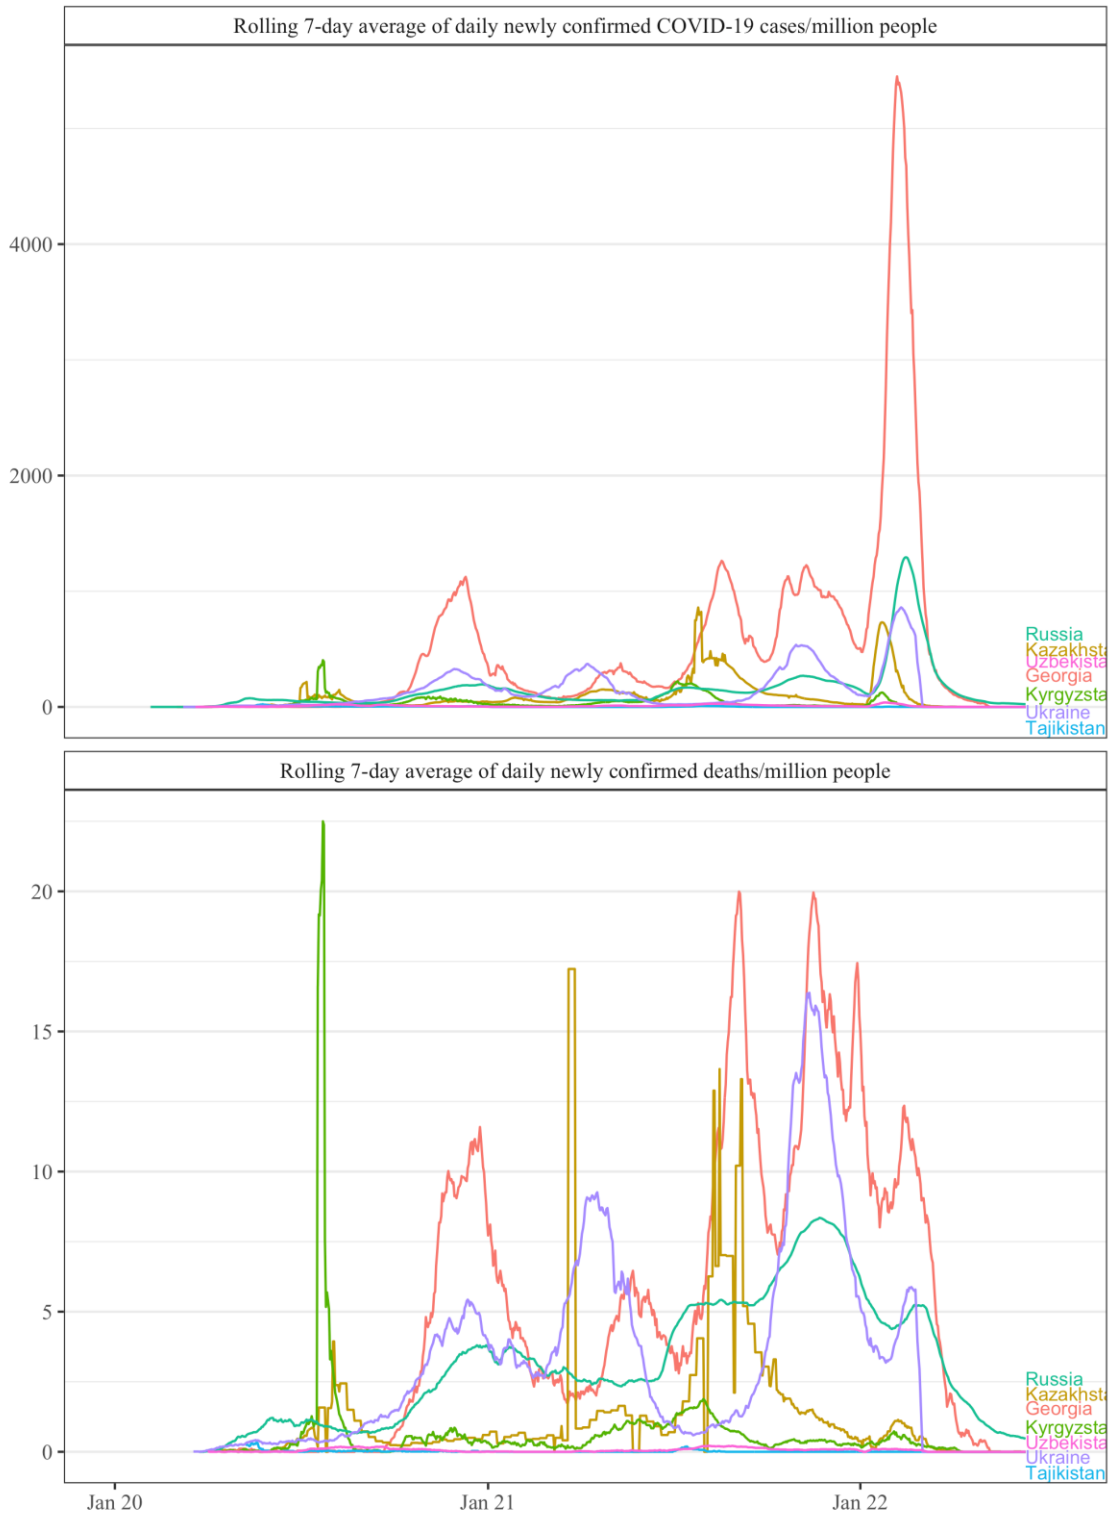 Rolling 7-day average of daily newly confirmed COVID-19 cases/million people
4000
2000
0
Russia
Kazakhsta
Uzbekista
Georgia
Kyrgyzsta
Ukraine
Tajikistan
Rolling 7-day average of daily newly confirmed deaths/million people
20
15
10
5
0
Russia
Kazakhsta
Georgia
Kyrgyzsta
Uzbekista
Ukraine
Tajikistan
Jan 20 Jan 21 Jan 22